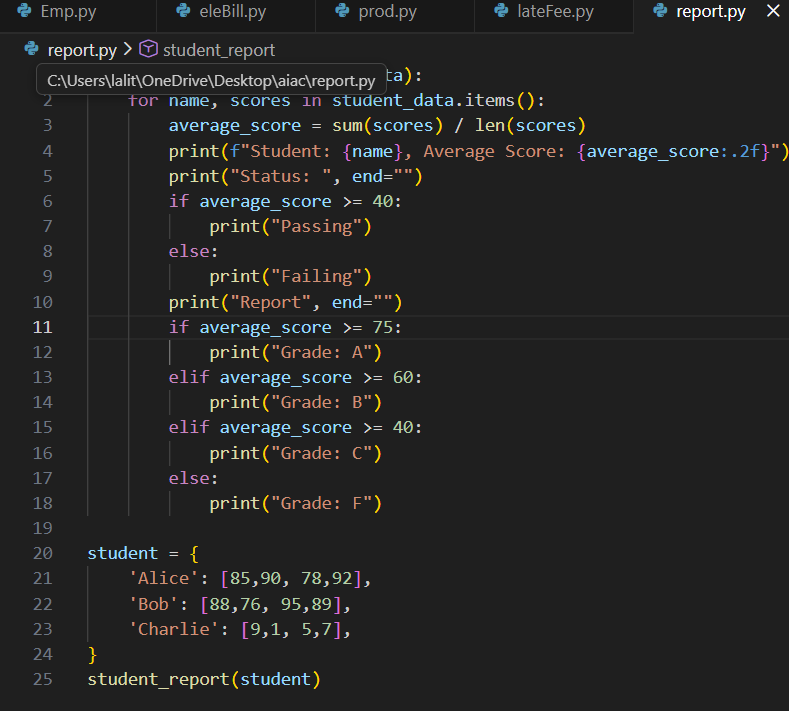 Emp.py eleBill.py prod.py lateFee.py report.py
report.py > student_report
C:\Users\lalit\OneDrive\Desktop\aiac\report.py ta):
2 for name, scores in student_data.items():
3 average_score = sum(scores) / len(scores)
4 print(f"Student: {name}, Average Score: {average_score:.2f}")
5 print("Status: ", end="")
6 if average_score >= 40:
7 print("Passing")
8 else:
9 print("Failing")
10 print("Report", end="")
11 if average_score >= 75:
12 print("Grade: A")
13 elif average_score >= 60:
14 print("Grade: B")
15 elif average_score >= 40:
16 print("Grade: C")
17 else:
18 print("Grade: F")
19
20 student = {
21 'Alice': [85,90, 78,92],
22 'Bob': [88,76, 95,89],
23 'Charlie': [9,1, 5,7],
24 }
25 student_report(student)